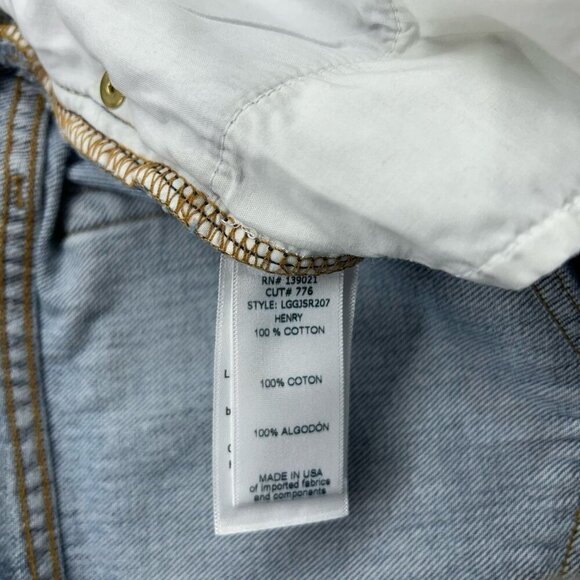 RN# 139021
CUT# 776
STYLE: LGGJSR207
HENRY
100 % COTTON
100% COTON
100% ALGODÓN
MADE IN USA
of imported fabrics
and components
L
b